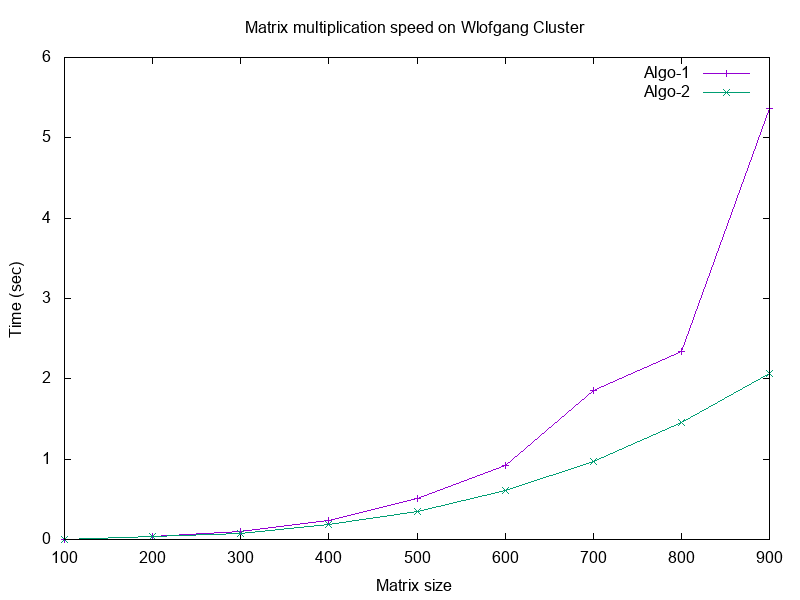 Matrix multiplication speed on Wlofgang Cluster
6
Algo-1
Algo-2
5
4
3
Time (sec)
2
1
0
100 200 300 400 500 600 700 800 900
Matrix size